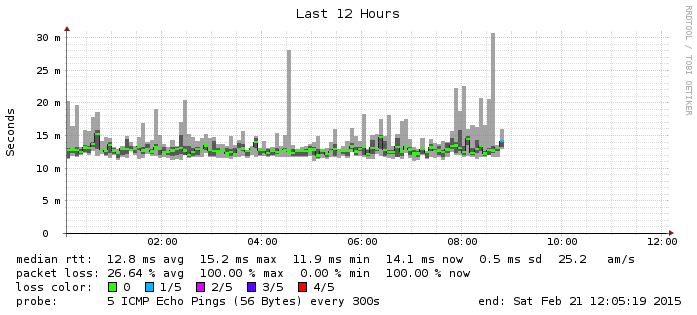 Last 12 Hours
RRDTOOL / TOBI OETIKER
Seconds
30 m
25 m
20 m
15 m
10 m
5 m
0
02:00 04:00 06:00 08:00 10:00 12:00
median rtt: 12.8 ms avg 15.2 ms max 11.9 ms min 14.1 ms now 0.5 ms sd 25.2 am/s
packet loss: 26.64 % avg 100.00 % max 0.00 % min 100.00 % now
loss color: 0 1/5 2/5 3/5 4/5
probe: 5 ICMP Echo Pings (56 Bytes) every 300s end: Sat Feb 21 12:05:19 2015